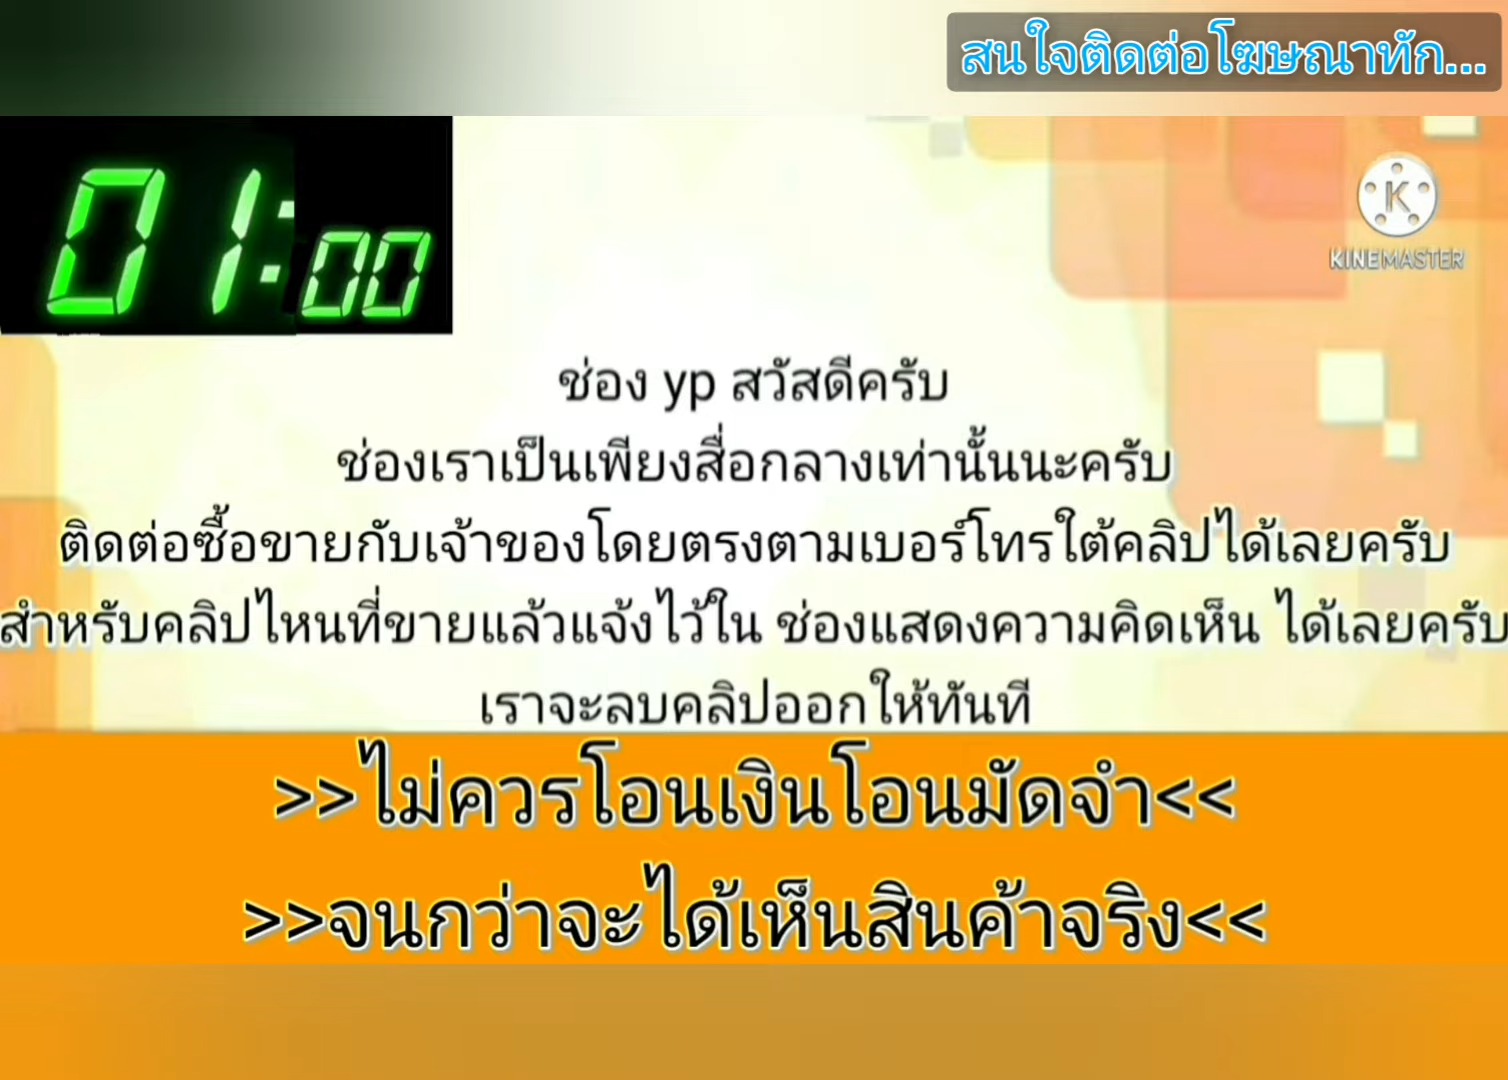 สนใจติดต่อโฆษณาทัก...
01:00
KINEMASTER
ช่อง yp สวัสดีครับ
ช่องเราเป็นเพียงสื่อกลางเท่านั้นนะครับ
ติดต่อซื้อขายกับเจ้าของโดยตรงตามเบอร์โทรใต้คลิปได้เลยครับ
สำหรับคลิปไหนที่ขายแล้วแจ้งไว้ใน ช่องแสดงความคิดเห็น ได้เลยครับ
เราจะลบคลิปออกให้ทันที
>>ไม่ควรโอนเงินโอนมัดจำ<<
>>จนกว่าจะได้เห็นสินค้าจริง<<